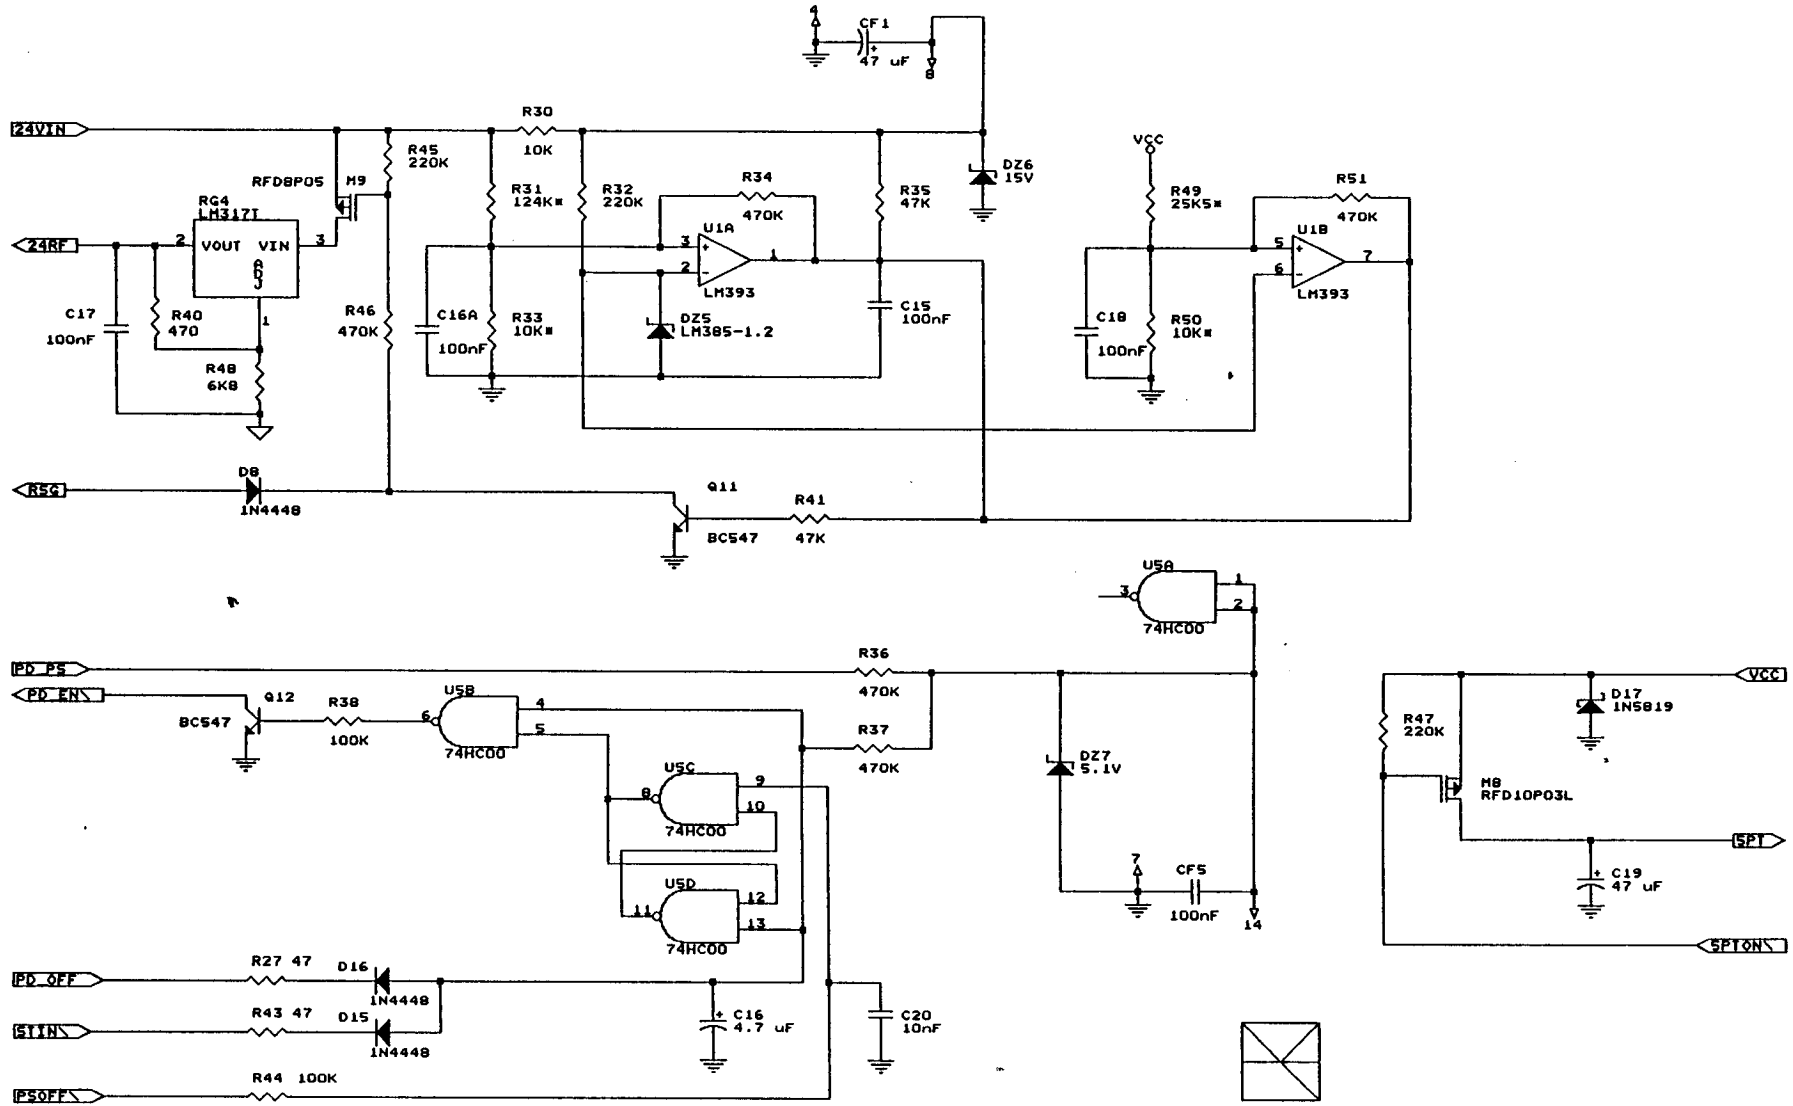 4
CF1
47 uF
8
24VIN
R30
10K
R45
220K
RFD8P05
M9
RG4
LM317T
VOUT VIN
ADJ
2
3
1
24RF
C17
100nF
R40
470
R48
6K8
R46
470K
R31
124K*
R32
220K
R34
470K
R35
47K
DZ6
15V
U1A
3
2
1
+
-
LM393
C16A
100nF
R33
10K*
DZ5
LM385-1.2
C15
100nF
VCC
R49
25K5*
R51
470K
U1B
5
6
7
+
-
LM393
C18
100nF
R50
10K*
RSG
D8
1N4448
Q11
BC547
R41
47K
U5A
3
1
2
74HC00
PD_PS
PD_EN\
R36
470K
Q12
BC547
R38
100K
U5B
6
4
5
74HC00
R37
470K
U5C
8
9
10
74HC00
U5D
11
12
13
74HC00
DZ7
5.1V
7
CF5
100nF
14
VCC
D17
1N5819
R47
220K
M8
RFD10P03L
5PT
C19
47 uF
5PTON\
PD_OFF
R27 47
D16
1N4448
STIN\
R43 47
D15
1N4448
C16
4.7 uF
C20
10nF
PSOFF\
R44 100K